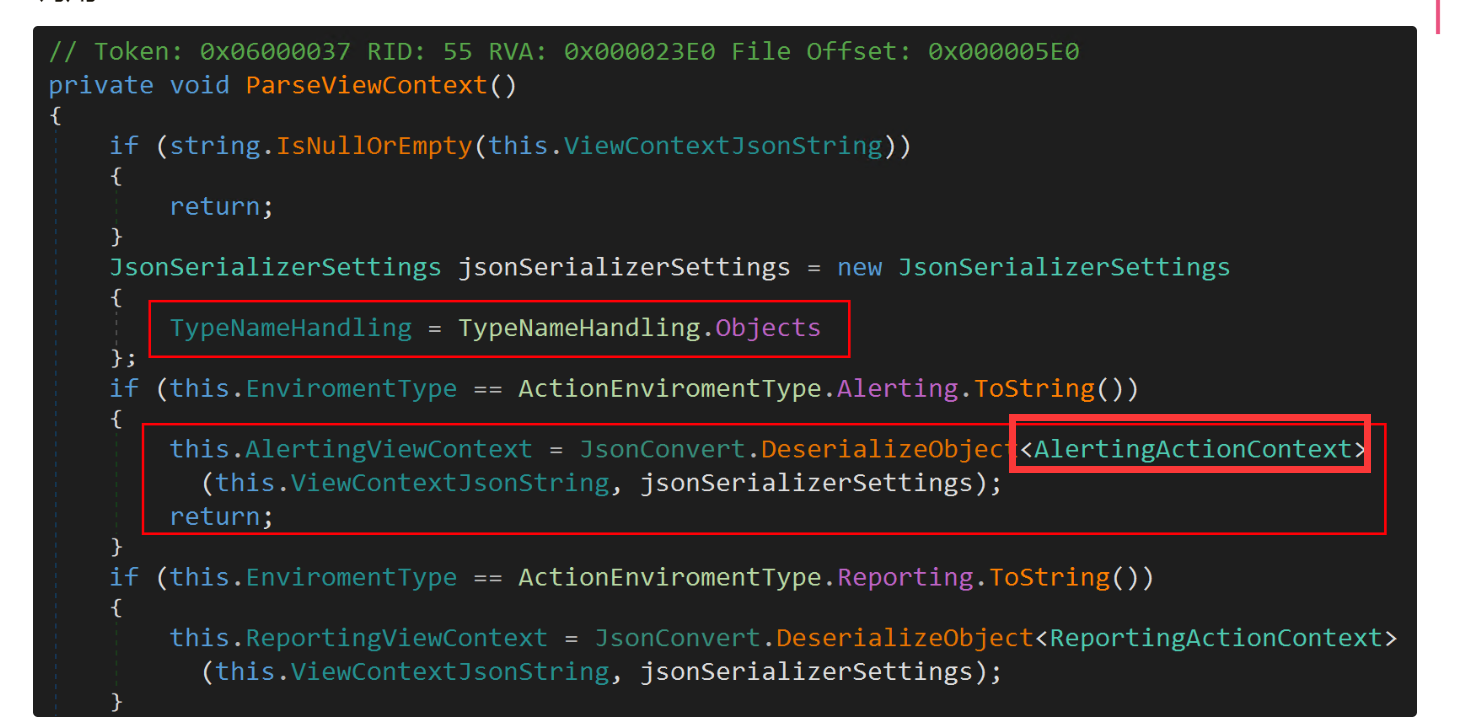 // Token: 0x06000037 RID: 55 RVA: 0x000023E0 File Offset: 0x000005E0
private void ParseViewContext()
{
    if (string.IsNullOrEmpty(this.ViewContextJsonString))
    {
        return;
    }
    JsonSerializerSettings jsonSerializerSettings = new JsonSerializerSettings
    {
        TypeNameHandling = TypeNameHandling.Objects
    };
    if (this.EnviromentType == ActionEnviromentType.Alerting.ToString())
    {
        this.AlertingViewContext = JsonConvert.DeserializeObject<AlertingActionContext>
          (this.ViewContextJsonString, jsonSerializerSettings);
        return;
    }
    if (this.EnviromentType == ActionEnviromentType.Reporting.ToString())
    {
        this.ReportingViewContext = JsonConvert.DeserializeObject<ReportingActionContext>
          (this.ViewContextJsonString, jsonSerializerSettings);
    }